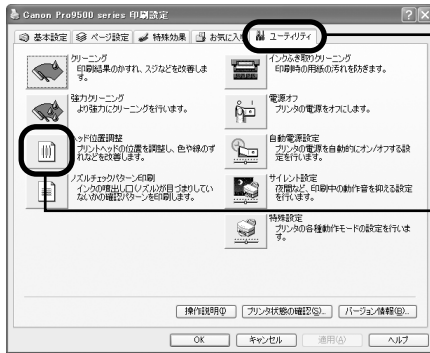 Canon Pro9500 series 印刷設定
基本設定 ページ設定 特殊効果 お気に入り ユーティリティ
クリーニング
印刷結果のかすれ、スジなどを改善しま
す。
インクふき取りクリーニング
印刷時の用紙の汚れを防ぎます。
強力クリーニング
より強力にクリーニングを行います。
電源オフ
プリンタの電源をオフにします。
ヘッド位置調整
プリントヘッドの位置を調整し、色や線のず
れなどを改善します。
自動電源設定
プリンタの電源を自動的にオン/オフする設
定を行います。
ノズルチェックパターン印刷
インクの噴出し口(ノズル)が目づまりしてい
ないかの確認パターンを印刷します。
サイレント設定
夜間など、印刷中の動作音を抑える設定
を行います。
特殊設定
プリンタの各種動作モードの設定を行いま
す。
操作説明(I) プリンタ状態の確認(S)... バージョン情報(B)...
OK キャンセル 適用(A) ヘルプ